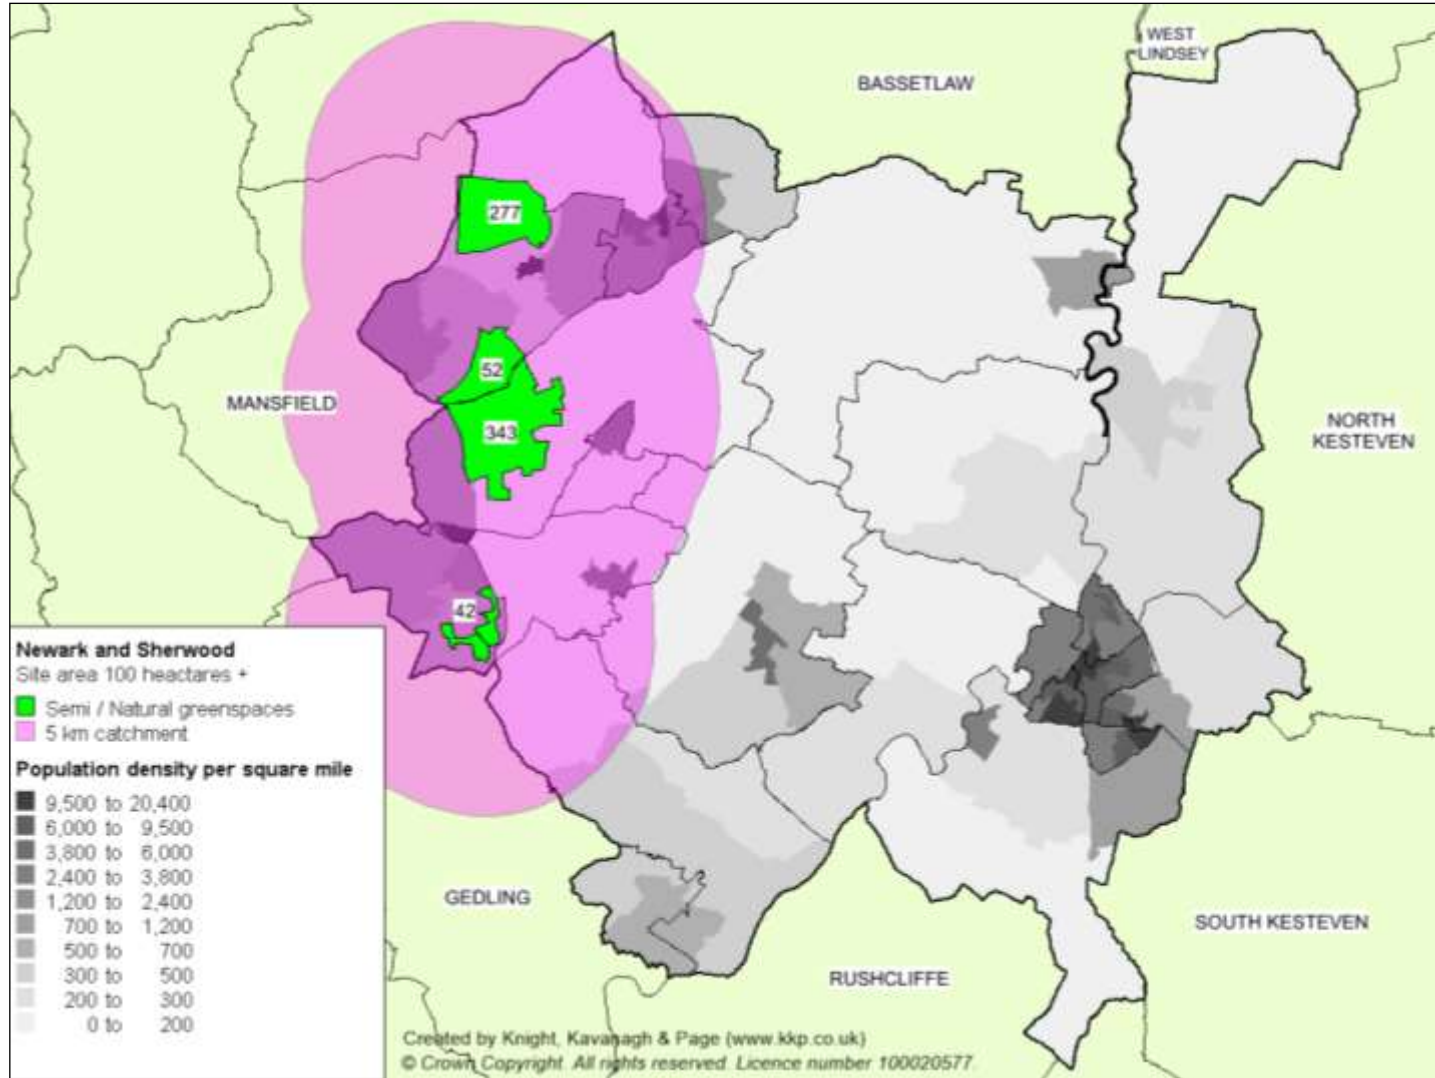 WEST
LINDSEY
BASSETLAW
277
52
MANSFIELD
343
NORTH
KESTEVEN
42
Newark and Sherwood
Site area 100 heactares +
Semi / Natural greenspaces
5 km catchment
Population density per square mile
9,500 to 20,400
6,000 to 9,500
3,800 to 6,000
2,400 to 3,800
1,200 to 2,400
700 to 1,200
500 to 700
300 to 500
200 to 300
0 to 200
GEDLING
SOUTH KESTEVEN
RUSHCLIFFE
Created by Knight, Kavanagh & Page (www.kkp.co.uk)
© Crown Copyright. All rights reserved. Licence number 100020577.